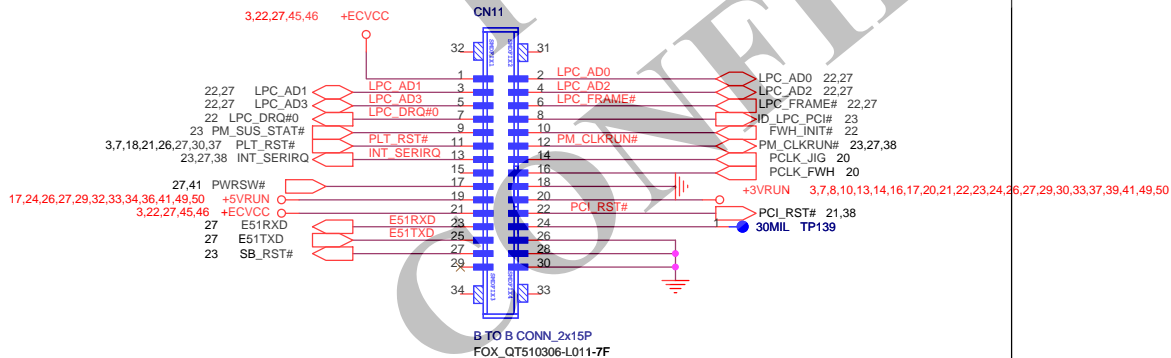 CN11
3,22,27,45,46 +ECVCC
32 31
1 2 LPC_AD0 LPC_AD0 22,27
22,27 LPC_AD1 LPC_AD1 3 4 LPC_AD2 LPC_AD2 22,27
22,27 LPC_AD3 LPC_AD3 5 6 LPC_FRAME# LPC_FRAME# 22,27
22 LPC_DRQ#0 LPC_DRQ#0 7 8 ID_LPC_PCI# 23
23 PM_SUS_STAT# 9 10 FWH_INIT# 22
3,7,18,21,26,27,30,37 PLT_RST# PLT_RST# 11 12 PM_CLKRUN# PM_CLKRUN# 23,27,38
23,27,38 INT_SERIRQ INT_SERIRQ 13 14 PCLK_JIG 20
15 16 PCLK_FWH 20
27,41 PWRSW# 17 18
17,24,26,27,29,32,33,34,36,41,49,50 +5VRUN 19 20 +3VRUN 3,7,8,10,13,14,16,17,20,21,22,23,24,26,27,29,30,33,37,39,41,49,50
3,22,27,45,46 +ECVCC 21 22 PCI_RST# PCI_RST# 21,38
27 E51RXD E51RXD 23 24 1 30MIL TP139
27 E51TXD E51TXD 25 26
23 SB_RST# 27 28
29 30
34 33
B TO B CONN_2x15P
FOX_QT510306-L011-7F